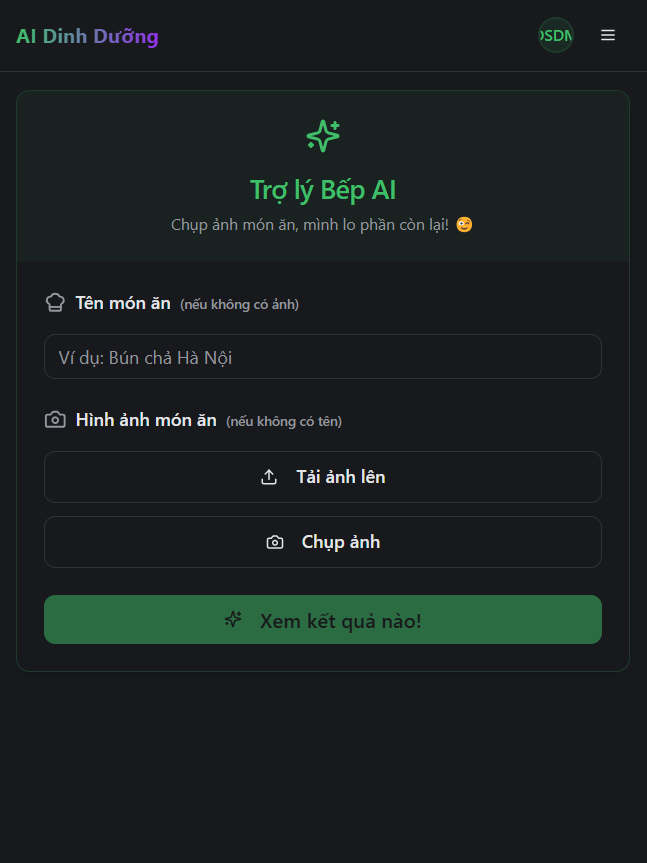 AI Dinh Dưỡng
Trợ lý Bếp AI
Chụp ảnh món ăn, mình lo phần còn lại! 😋
Tên món ăn (nếu không có ảnh)
Ví dụ: Bún chả Hà Nội
Hình ảnh món ăn (nếu không có tên)
Tải ảnh lên
Chụp ảnh
Xem kết quả nào!